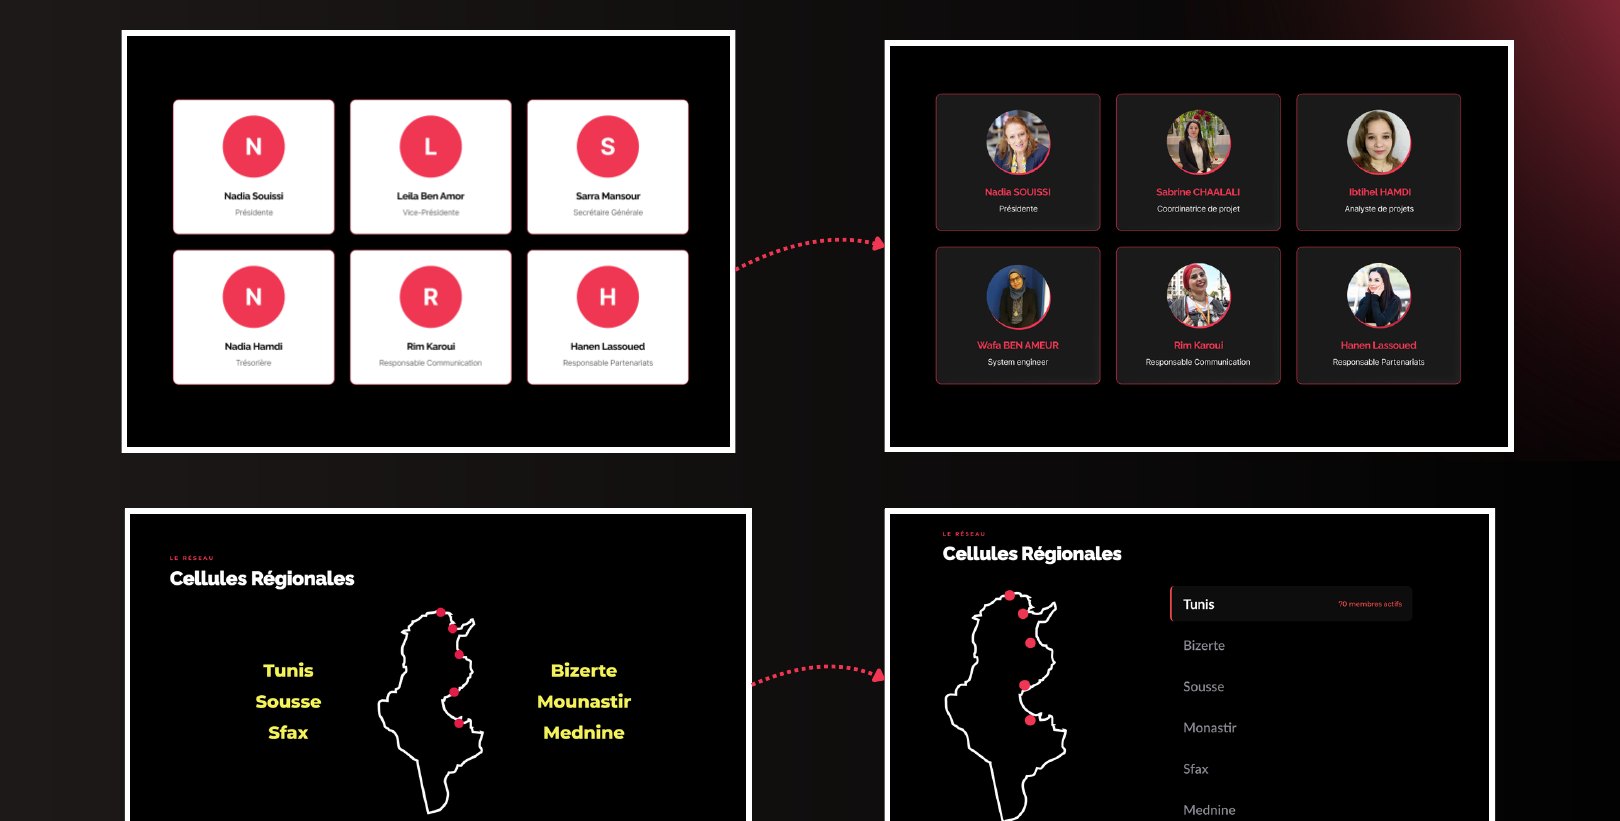 N
L
S
Nadia Souissi
Leila Ben Amor
Sarra Mansour
Présidente
Vice-Présidente
Secrétaire Générale
N
R
H
Nadia Hamdi
Rim Karoui
Hanen Lassoued
Trésorière
Responsable Communication
Responsable Partenariats
Nadia SOUISSI
Sabrine CHAALALI
Ibtihel HAMDI
Présidente
Coordinatrice de projet
Analyste de projets
Wafa BEN AMEUR
Rim Karoui
Hanen Lassoued
System engineer
Responsable Communication
Responsable Partenariats
LE RÉSEAU
Cellules Régionales
Tunis
Sousse
Sfax
Bizerte
Mounastir
Mednine
LE RÉSEAU
Cellules Régionales
Tunis
70 membres actifs
Bizerte
Sousse
Monastir
Sfax
Mednine